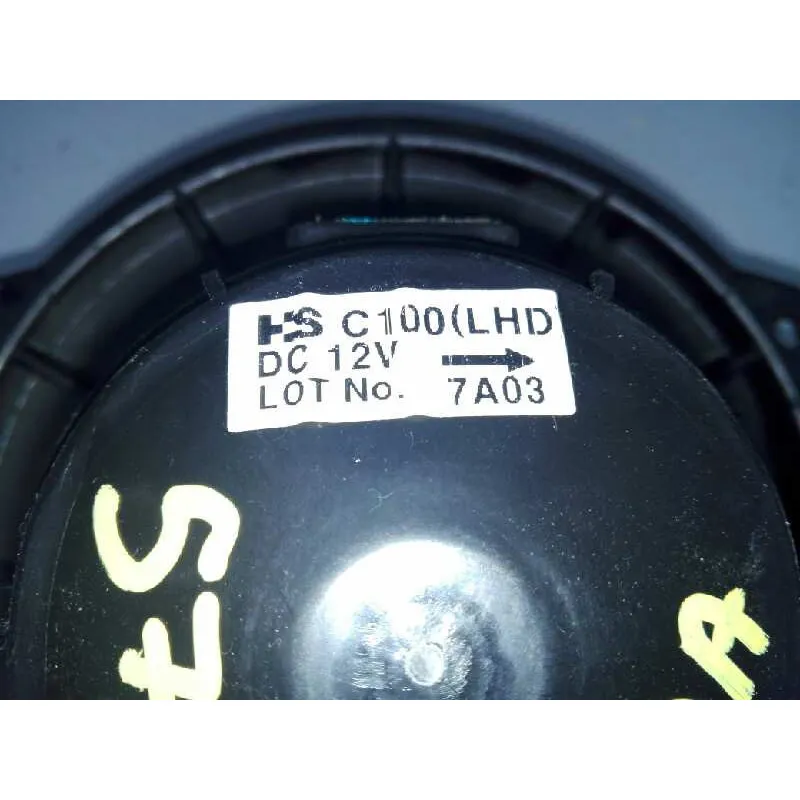 HS C100(LHD
DC 12V
LOT No. 7A03